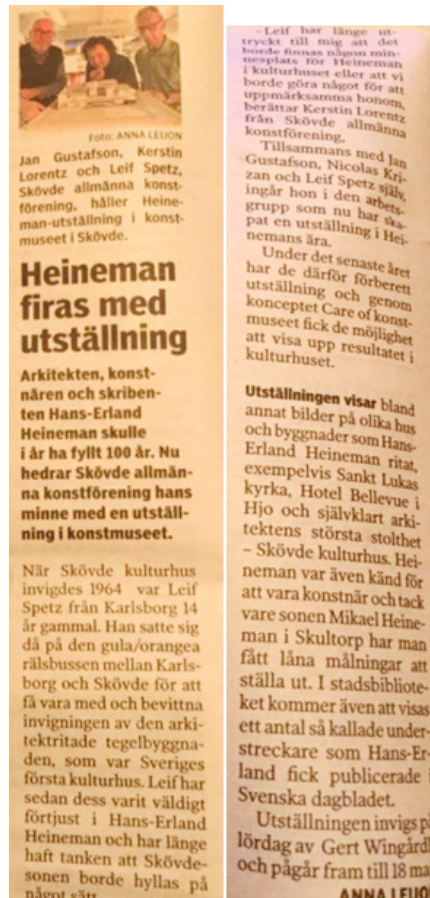 Foto: ANNA LEIJON
Jan Gustafson, Kerstin
Lorentz och Leif Spetz,
Skövde allmänna konst-
förening, håller Heine-
man-utställning i konst-
museet i Skövde.
Heineman
firas med
utställning
Arkitekten, konst-
nären och skriben-
ten Hans-Erland
Heineman skulle
i år ha fyllt 100 år. Nu
hedrar Skövde allmän-
na konstförening hans
minne med en utställ-
ning i konstmuseet.
När Skövde kulturhus
invigdes 1964 var Leif
Spetz från Karlsborg 14
år gammal. Han satte sig
då på den gula/orangea
rälsbussen mellan Karls-
borg och Skövde för att
få vara med och bevittna
invigningen av den arki-
tektritade tegelbyggna-
den, som var Sveriges
första kulturhus. Leif har
sedan dess varit väldigt
förtjust i Hans-Erland
Heineman och har länge
haft tanken att Skövde-
sonen borde hyllas på
något sätt.
–Leif har länge ut-
tryckt till mig att det
borde finnas någon min-
nesplats för Heineman
i kulturhuset eller att vi
borde göra något för att
uppmärksamma honom,
berättar Kerstin Lorentz
från Skövde allmänna
konstförening,
Tillsammans med Jan
Gustafson, Nicolas Kri-
zan och Leif Spetz själv,
ingår hon i den arbets-
grupp som nu har ska-
pat en utställning i Hei-
nemans ära.
Under det senaste året
har de därför förberett
utställning och genom
konceptet Care of konst-
museet fick de möjlighet
att visa upp resultatet i
kulturhuset.
Utställningen visar bland
annat bilder på olika hus
och byggnader som Hans-
Erland Heineman ritat,
exempelvis Sankt Lukas
kyrka, Hotel Bellevue i
Hjo och självklart arki-
tektens största stolthet
– Skövde kulturhus. Hei-
neman var även känd för
att vara konstnär och tack
vare sonen Mikael Heine-
man i Skultorp har man
fått låna målningar att
ställa ut. I stadsbibliote-
ket kommer även att visas
ett antal så kallade under-
streckare som Hans-Er-
land fick publicerade i
Svenska dagbladet.
Utställningen invigs på
lördag av Gert Wingårdh
och pågår fram till 18 maj
ANNA LEIJON